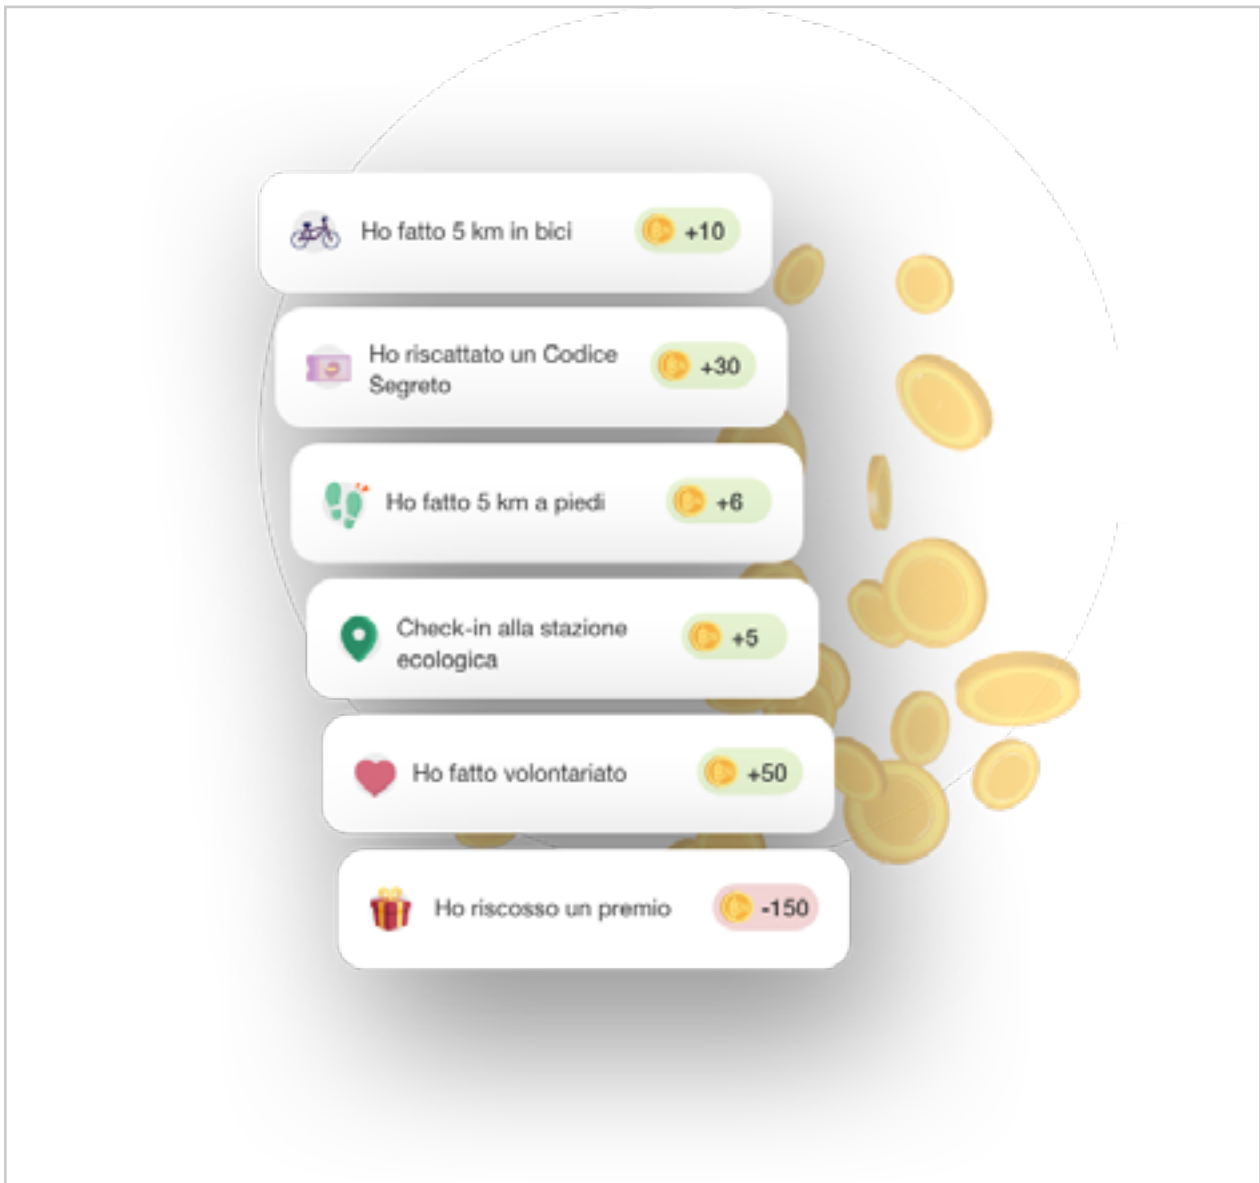 Ho fatto 5 km in bici +10
Ho riscattato un Codice
Segreto
+30
Ho fatto 5 km a piedi +6
Check-in alla stazione
ecologica
+5
Ho fatto volontariato +50
Ho riscosso un premio -150